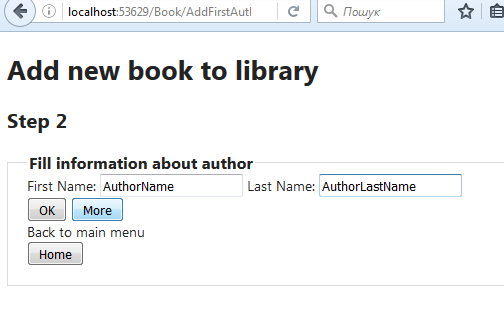 localhost:53629/Book/AddFirstAutl
Пошук
Add new book to library
Step 2
Fill information about author
First Name: AuthorName Last Name: AuthorLastName
OK More
Back to main menu
Home